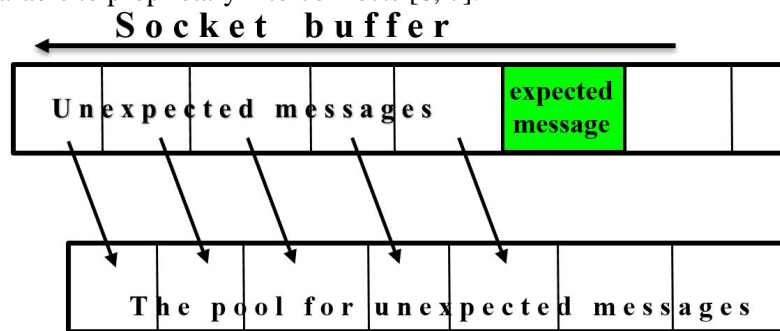 Socket buffer
Unexpected messages
expected
message
The pool for unexpected messages